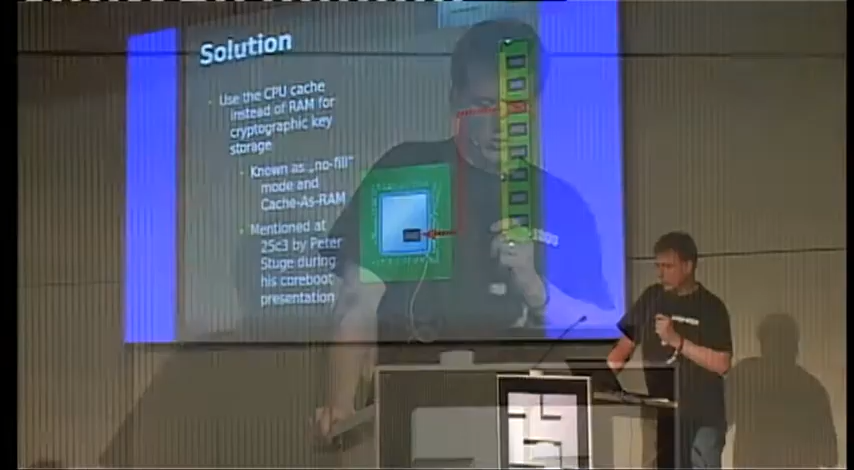 Solution
Use the CPU cache
instead of RAM for
cryptographic key
storage
Known as „no-fill“
mode and
Cache-As-RAM
Mentioned at
25c3 by Peter
Stuge during
his coreboot
presentation